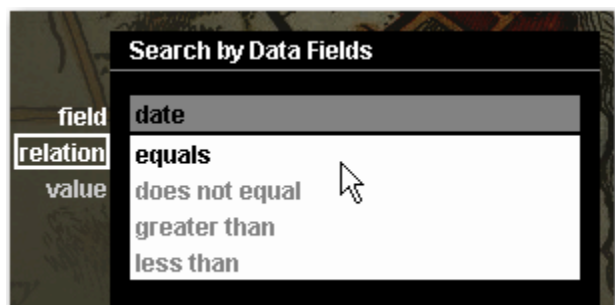 Search by Data Fields
field date
relation equals
value does not equal
greater than
less than